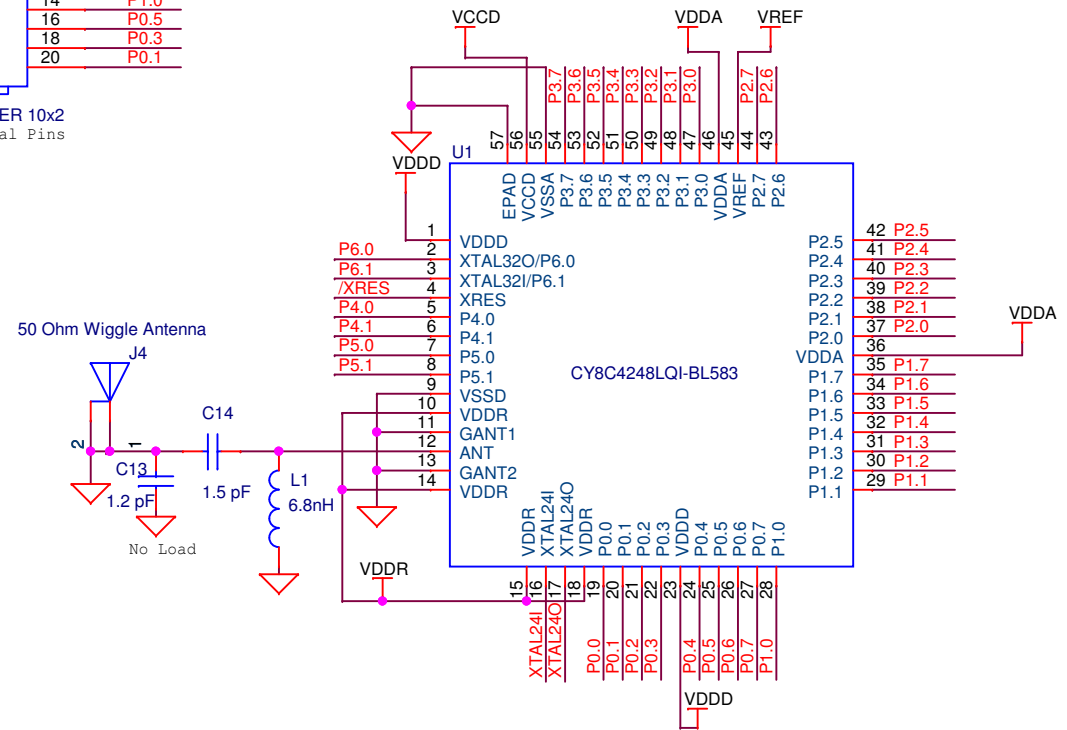 14 P1.0
16 P0.5
18 P0.3
20 P0.1
ER 10x2
al Pins
VCCD
VDDA
VREF
P3.7
P3.6
P3.5
P3.4
P3.3
P3.2
P3.1
P3.0
P2.7
P2.6
57
56
55
54
53
52
51
50
49
48
47
46
45
44
43
U1
VDDD
EPAD
VCCD
VSSA
P3.7
P3.6
P3.5
P3.4
P3.3
P3.2
P3.1
P3.0
VDDA
VREF
P2.7
P2.6
1 VDDD
P6.0 2 XTAL32O/P6.0
P6.1 3 XTAL32I/P6.1
/XRES 4 XRES
P4.0 5 P4.0
P4.1 6 P4.1
P5.0 7 P5.0
P5.1 8 P5.1
9 VSSD
10 VDDR
11 GANT1
12 ANT
13 GANT2
14 VDDR
CY8C4248LQI-BL583
P2.5 42 P2.5
P2.4 41 P2.4
P2.3 40 P2.3
P2.2 39 P2.2
P2.1 38 P2.1
P2.0 37 P2.0
VDDA 36
VDDA
P1.7 35 P1.7
P1.6 34 P1.6
P1.5 33 P1.5
P1.4 32 P1.4
P1.3 31 P1.3
P1.2 30 P1.2
P1.1 29 P1.1
50 Ohm Wiggle Antenna
J4
2
1
C14
1.5 pF
C13
1.2 pF
No Load
L1
6.8nH
VDDR
VDDR
XTAL24I
XTAL24O
VDDR
P0.0
P0.1
P0.2
P0.3
VDDD
P0.4
P0.5
P0.6
P0.7
P1.0
15
16
17
18
19
20
21
22
23
24
25
26
27
28
XTAL24I
XTAL24O
P0.0
P0.1
P0.2
P0.3
P0.4
P0.5
P0.6
P0.7
P1.0
VDDD